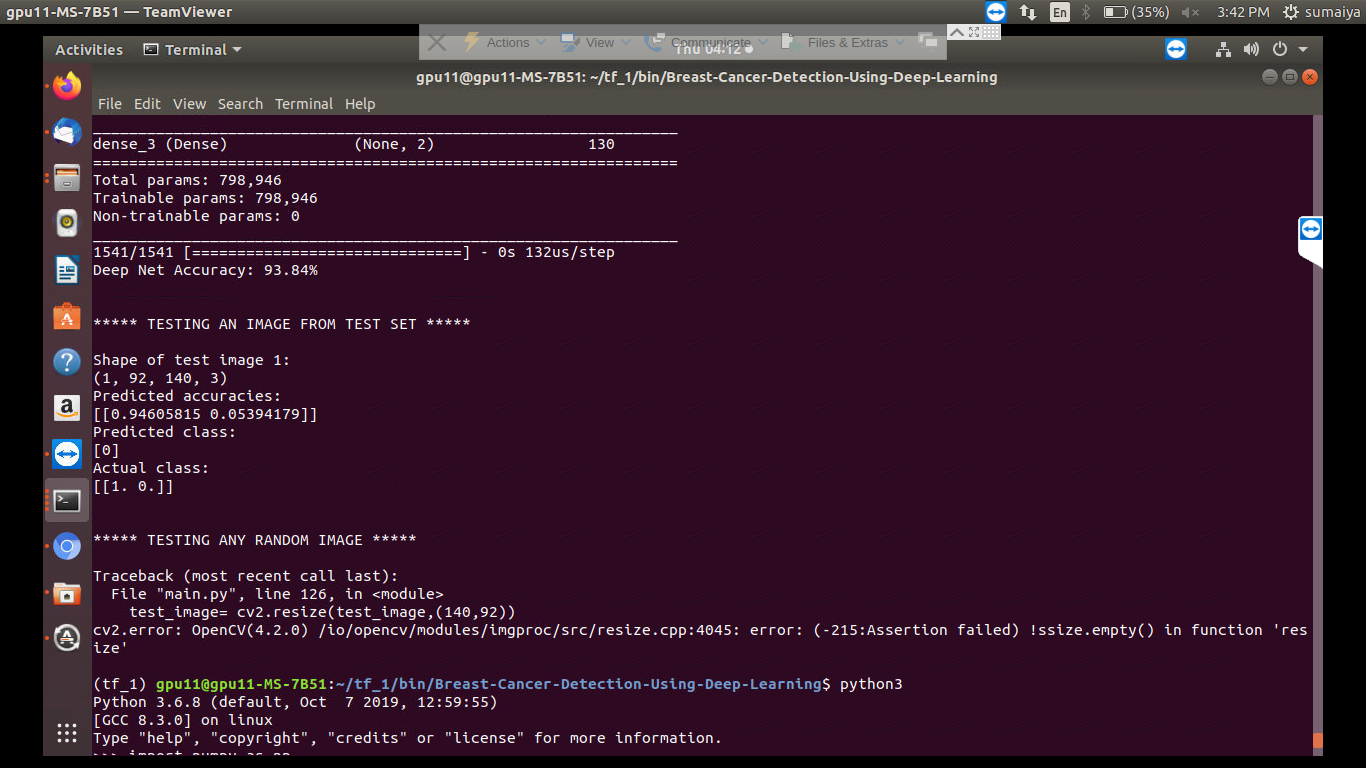 gpu11-MS-7B51 — TeamViewer
En
(35%)
3:42 PM
sumaiya
Activities
Terminal
Actions
View
Communicate
Files & Extras
Thu 04:12
gpu11@gpu11-MS-7B51: ~/tf_1/bin/Breast-Cancer-Detection-Using-Deep-Learning
File Edit View Search Terminal Help
_________________________________________________________________
dense_3 (Dense)              (None, 2)                 130
=================================================================
Total params: 798,946
Trainable params: 798,946
Non-trainable params: 0
_________________________________________________________________
1541/1541 [==============================] - 0s 132us/step
Deep Net Accuracy: 93.84%
***** TESTING AN IMAGE FROM TEST SET *****
Shape of test image 1:
(1, 92, 140, 3)
Predicted accuracies:
[[0.94605815 0.05394179]]
Predicted class:
[0]
Actual class:
[[1. 0.]]
***** TESTING ANY RANDOM IMAGE *****
Traceback (most recent call last):
  File "main.py", line 126, in <module>
    test_image= cv2.resize(test_image,(140,92))
cv2.error: OpenCV(4.2.0) /io/opencv/modules/imgproc/src/resize.cpp:4045: error: (-215:Assertion failed) !ssize.empty() in function 'res
ize'
(tf_1) gpu11@gpu11-MS-7B51:~/tf_1/bin/Breast-Cancer-Detection-Using-Deep-Learning$ python3
Python 3.6.8 (default, Oct  7 2019, 12:59:55)
[GCC 8.3.0] on linux
Type "help", "copyright", "credits" or "license" for more information.
>>> import numpy as np